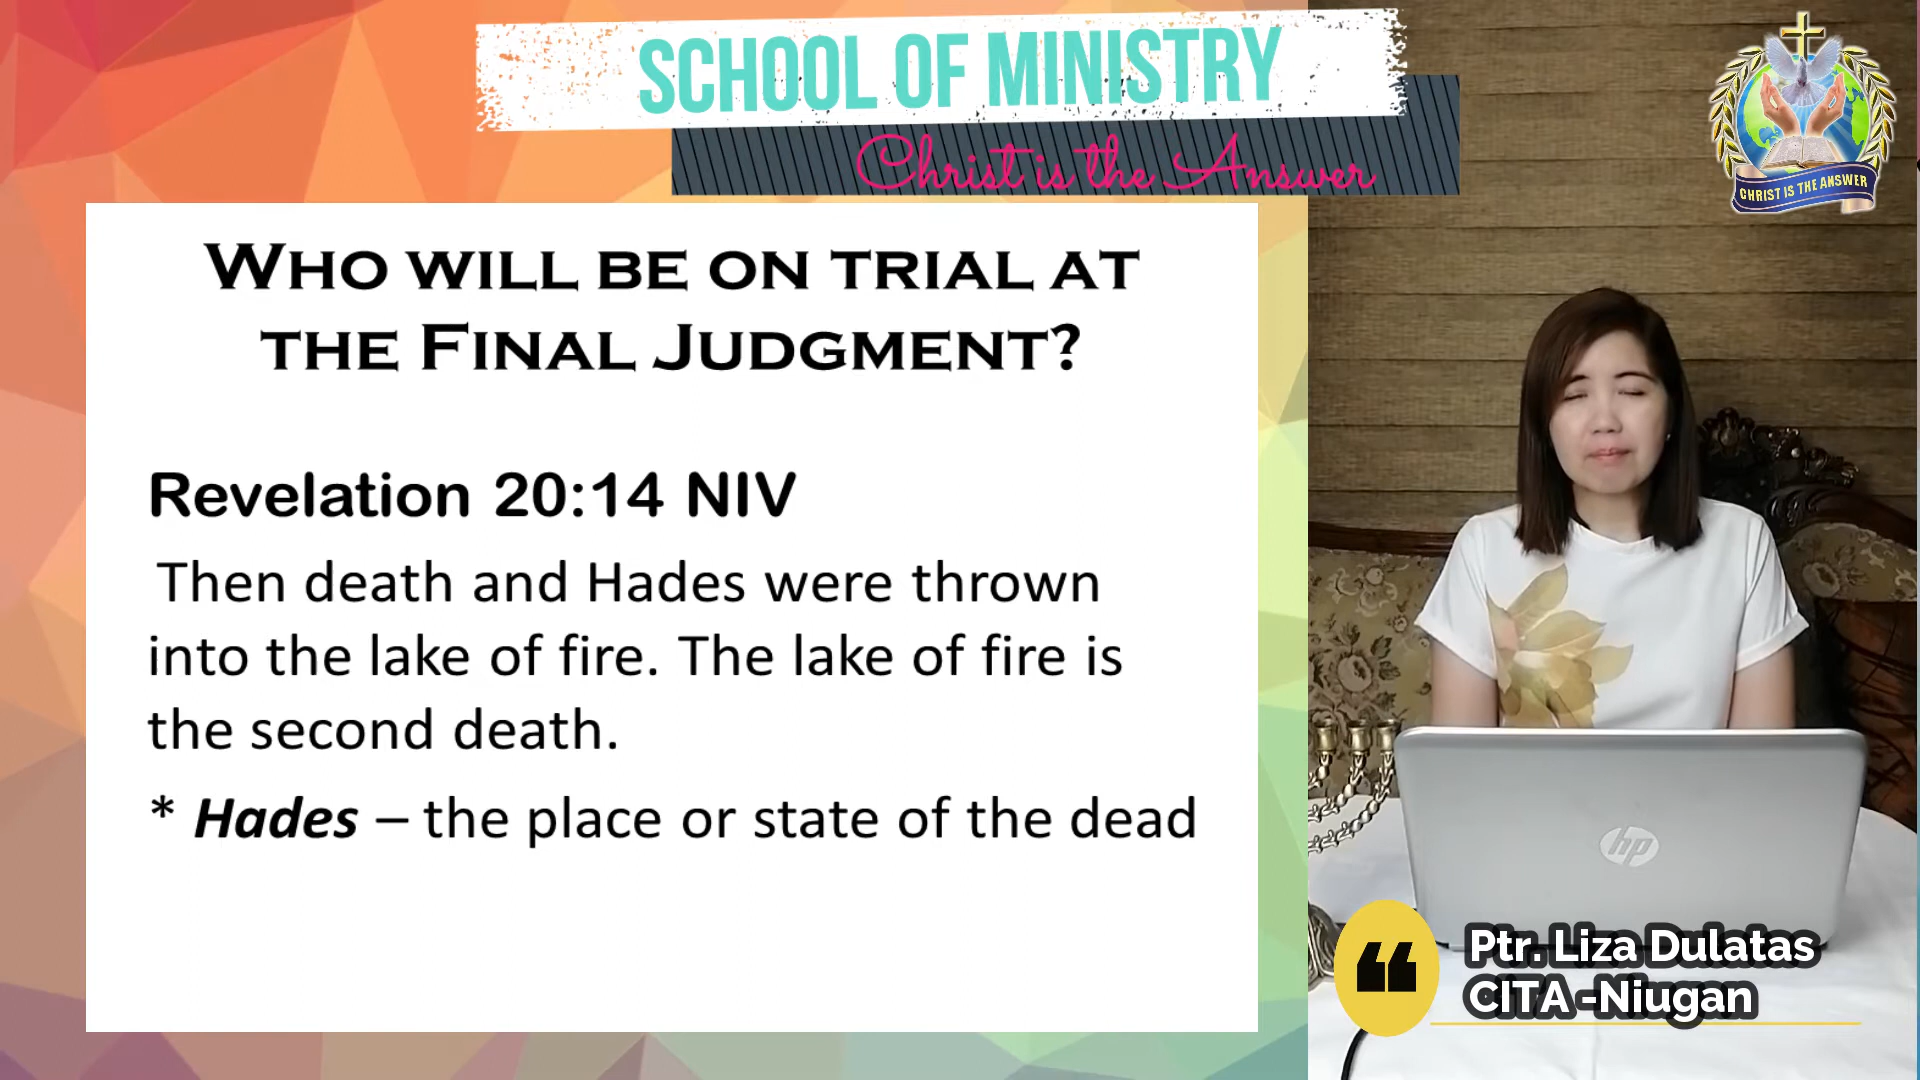 SCHOOL OF MINISTRY
Christ is the Answer
CHRIST IS THE ANSWER
WHO WILL BE ON TRIAL AT
THE FINAL JUDGMENT?
Revelation 20:14 NIV
Then death and Hades were thrown
into the lake of fire. The lake of fire is
the second death.
* Hades – the place or state of the dead
hp
Ptr. Liza Dulatas
CITA -Niugan